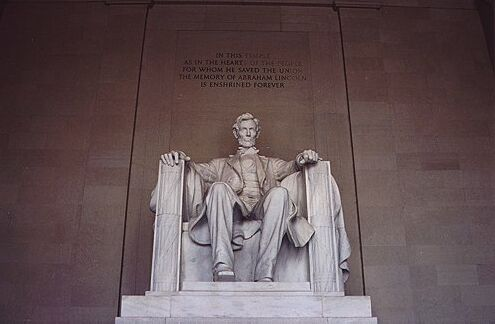 IN THIS TEMPLE
AS IN THE HEARTS OF THE PEOPLE
FOR WHOM HE SAVED THE UNION
THE MEMORY OF ABRAHAM LINCOLN
IS ENSHRINED FOREVER